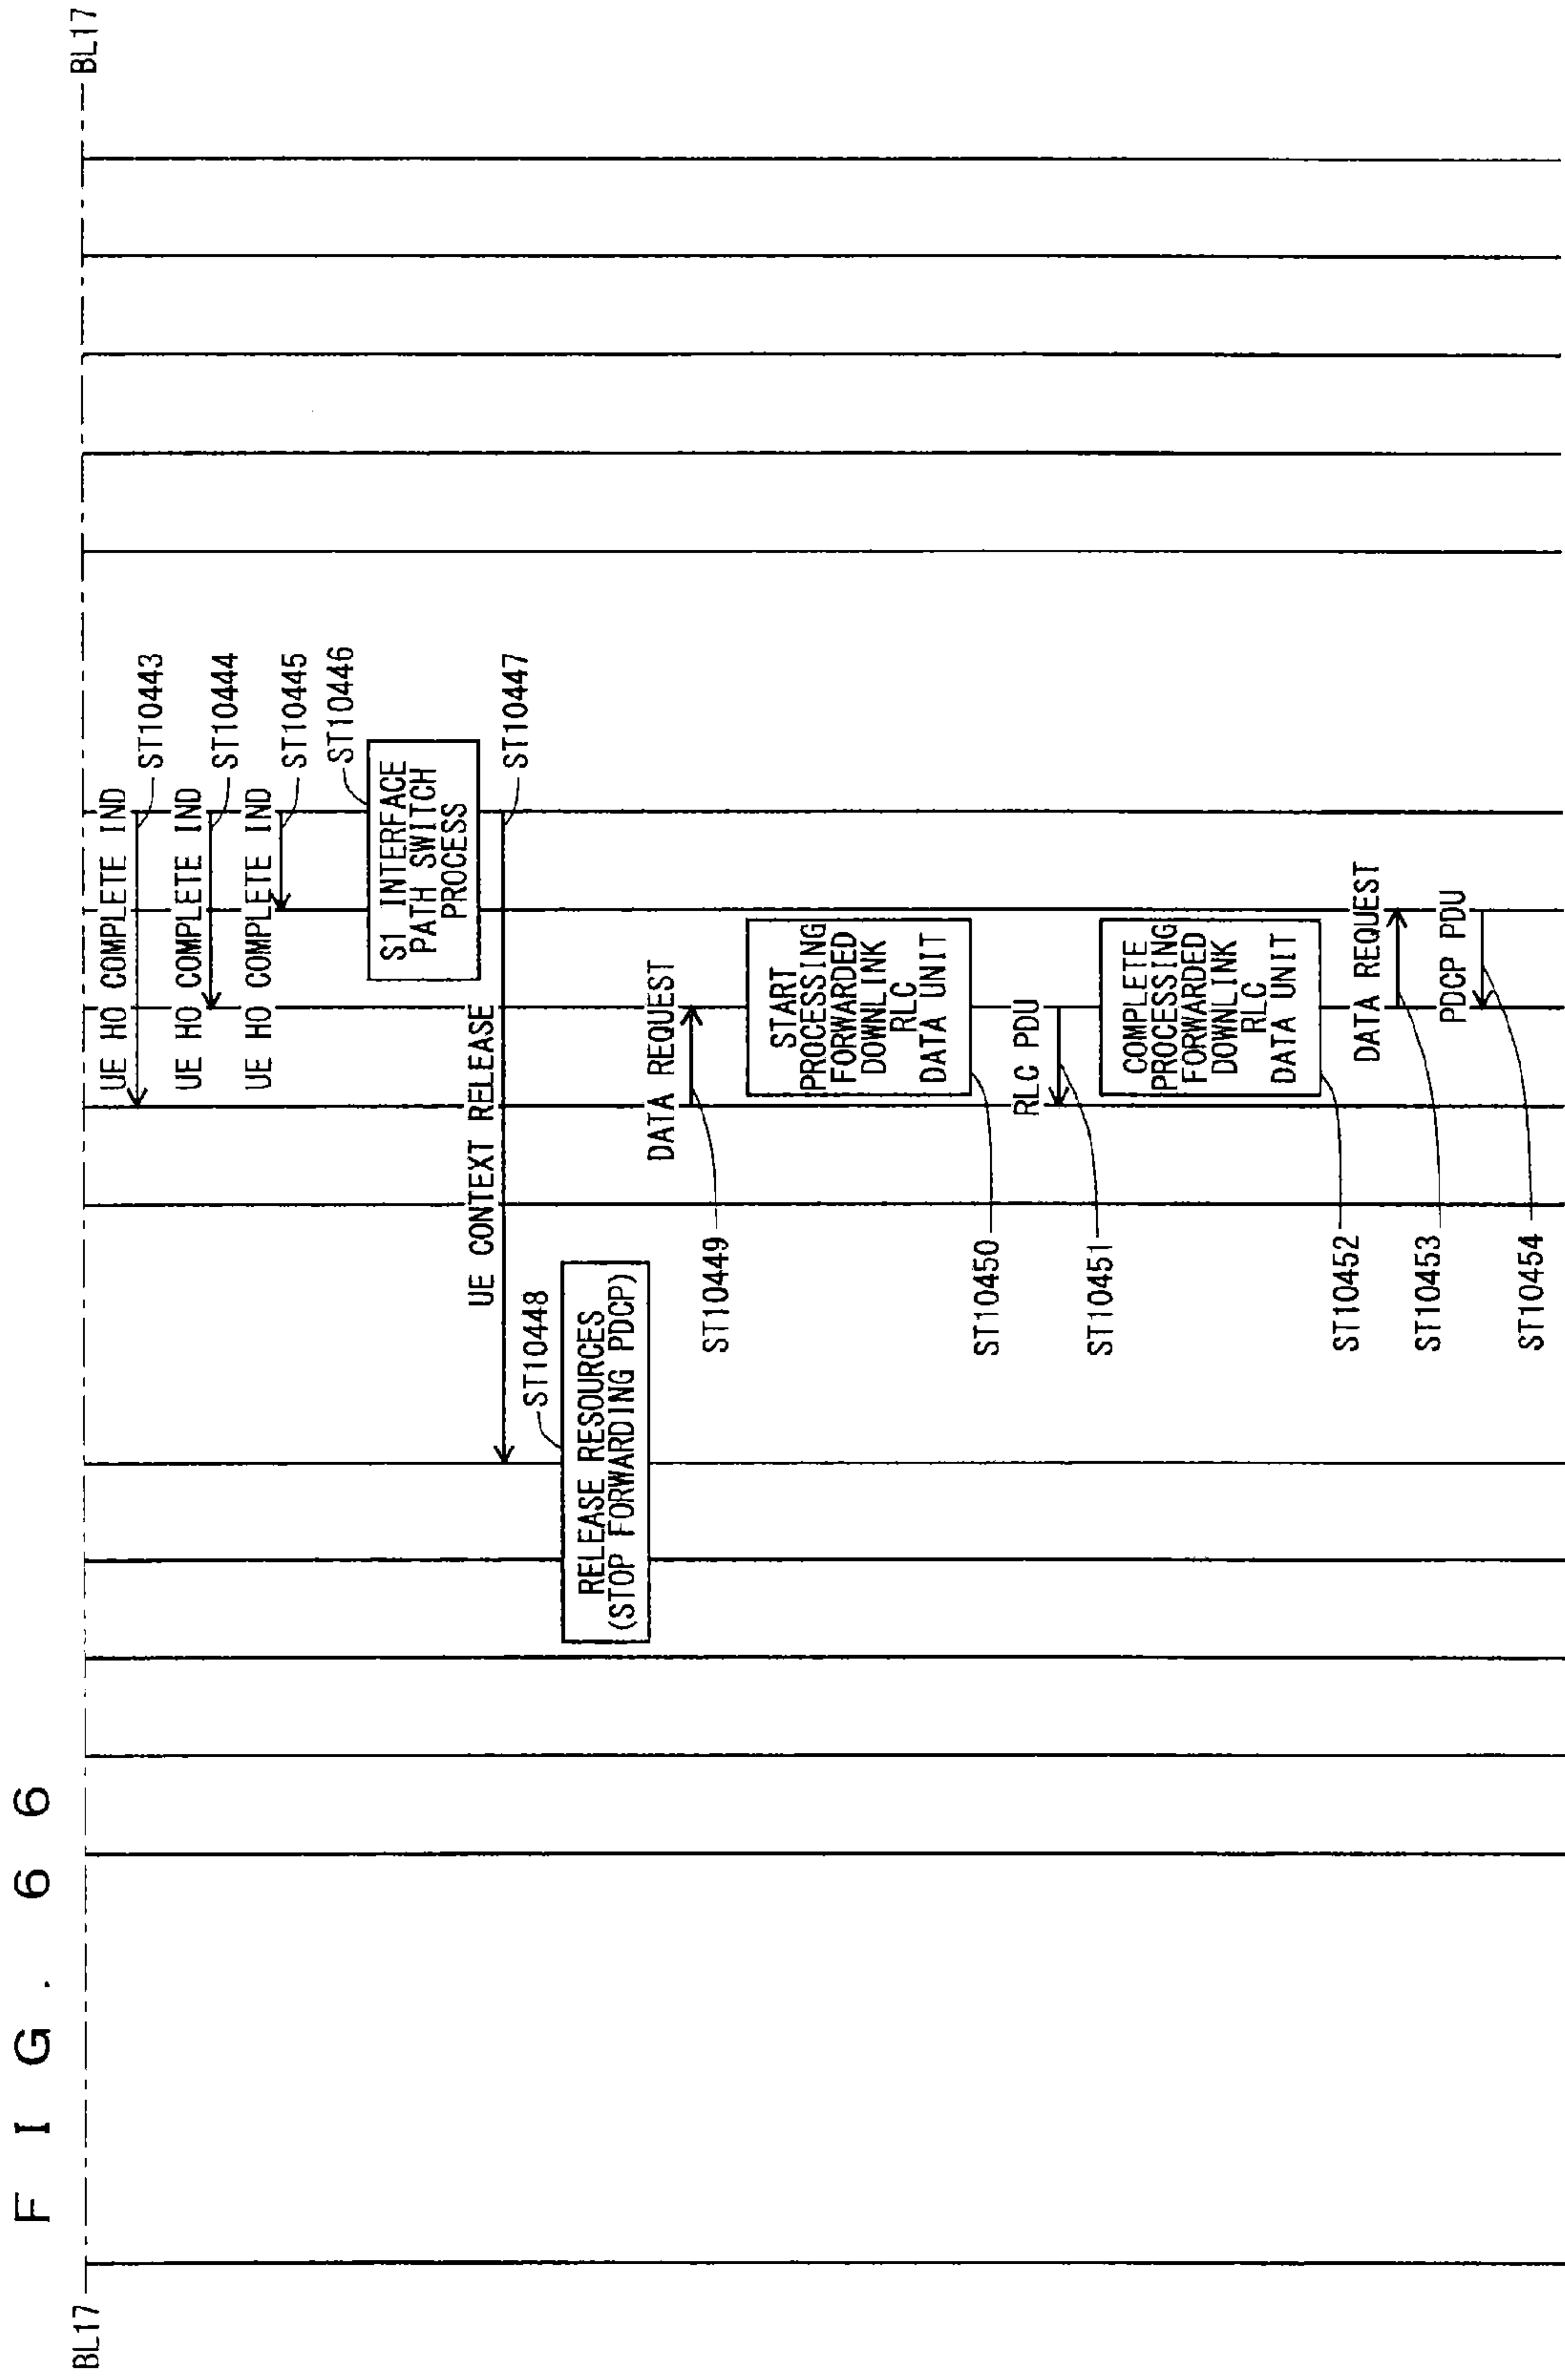 FIG. 66
BL17
BL17
UE HO COMPLETE IND
ST10443
UE HO COMPLETE IND
ST10444
UE HO COMPLETE IND
ST10445
ST10446
S1 INTERFACE
PATH SWITCH
PROCESS
UE CONTEXT RELEASE
ST10447
ST10448
RELEASE RESOURCES
(STOP FORWARDING PDCP)
DATA REQUEST
ST10449
START
PROCESSING
FORWARDED
DOWNLINK
RLC
DATA UNIT
ST10450
RLC PDU
ST10451
COMPLETE
PROCESSING
FORWARDED
DOWNLINK
RLC
DATA UNIT
ST10452
DATA REQUEST
ST10453
PDCP PDU
ST10454